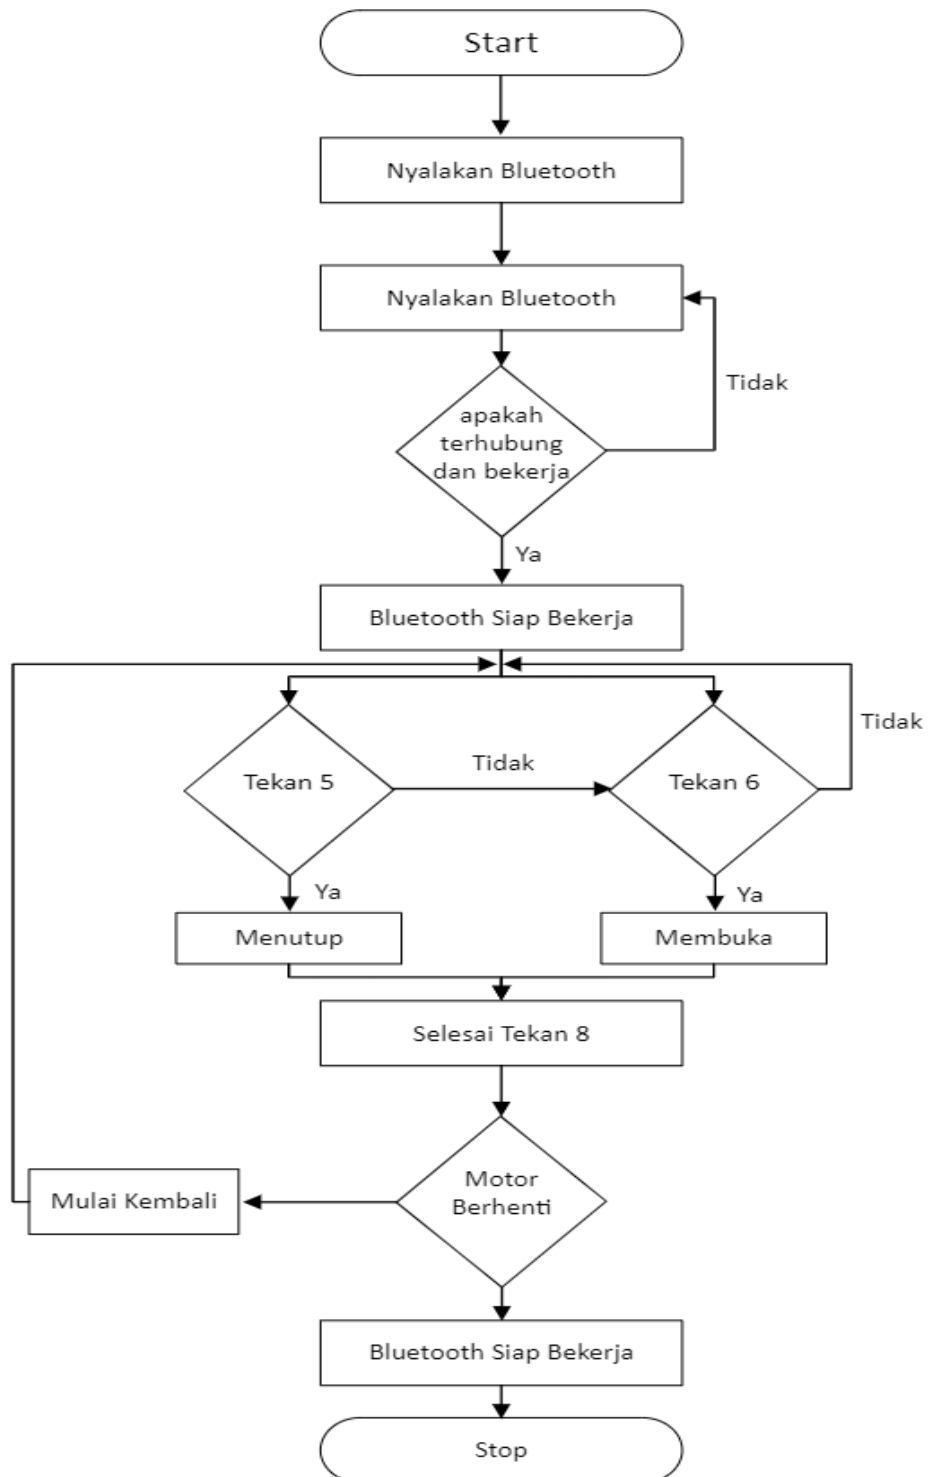 Start
Nyalakan Bluetooth
Nyalakan Bluetooth
Tidak
apakah
terhubung
dan bekerja
Ya
Bluetooth Siap Bekerja
Tidak
Tekan 5
Tidak
Tekan 6
Ya
Ya
Menutup
Membuka
Selesai Tekan 8
Motor
Berhenti
Mulai Kembali
Bluetooth Siap Bekerja
Stop